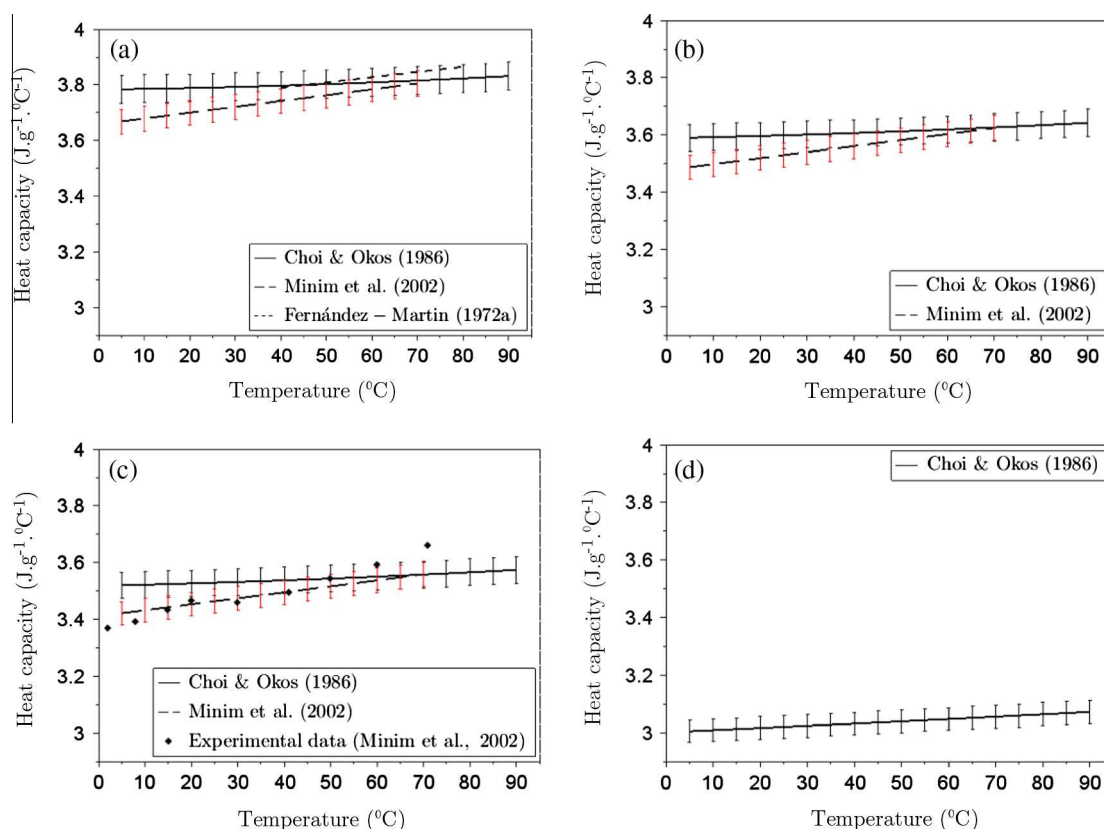 (a)
4
3.8
3.6
3.4
3.2
3
Heat capacity (J.g⁻¹.⁰C⁻¹)
Choi & Okos (1986)
Minim et al. (2002)
Fernández – Martin (1972a)
0 10 20 30 40 50 60 70 80 90
Temperature (⁰C)
(b)
4
3.8
3.6
3.4
3.2
3
Heat capacity (J.g⁻¹.⁰C⁻¹)
Choi & Okos (1986)
Minim et al. (2002)
0 10 20 30 40 50 60 70 80 90
Temperature (⁰C)
(c)
4
3.8
3.6
3.4
3.2
3
Heat capacity (J.g⁻¹.⁰C⁻¹)
Choi & Okos (1986)
Minim et al. (2002)
Experimental data (Minim et al., 2002)
0 10 20 30 40 50 60 70 80 90
Temperature (⁰C)
(d)
4
3.8
3.6
3.4
3.2
3
Heat capacity (J.g⁻¹.⁰C⁻¹)
Choi & Okos (1986)
0 10 20 30 40 50 60 70 80 90
Temperature (⁰C)